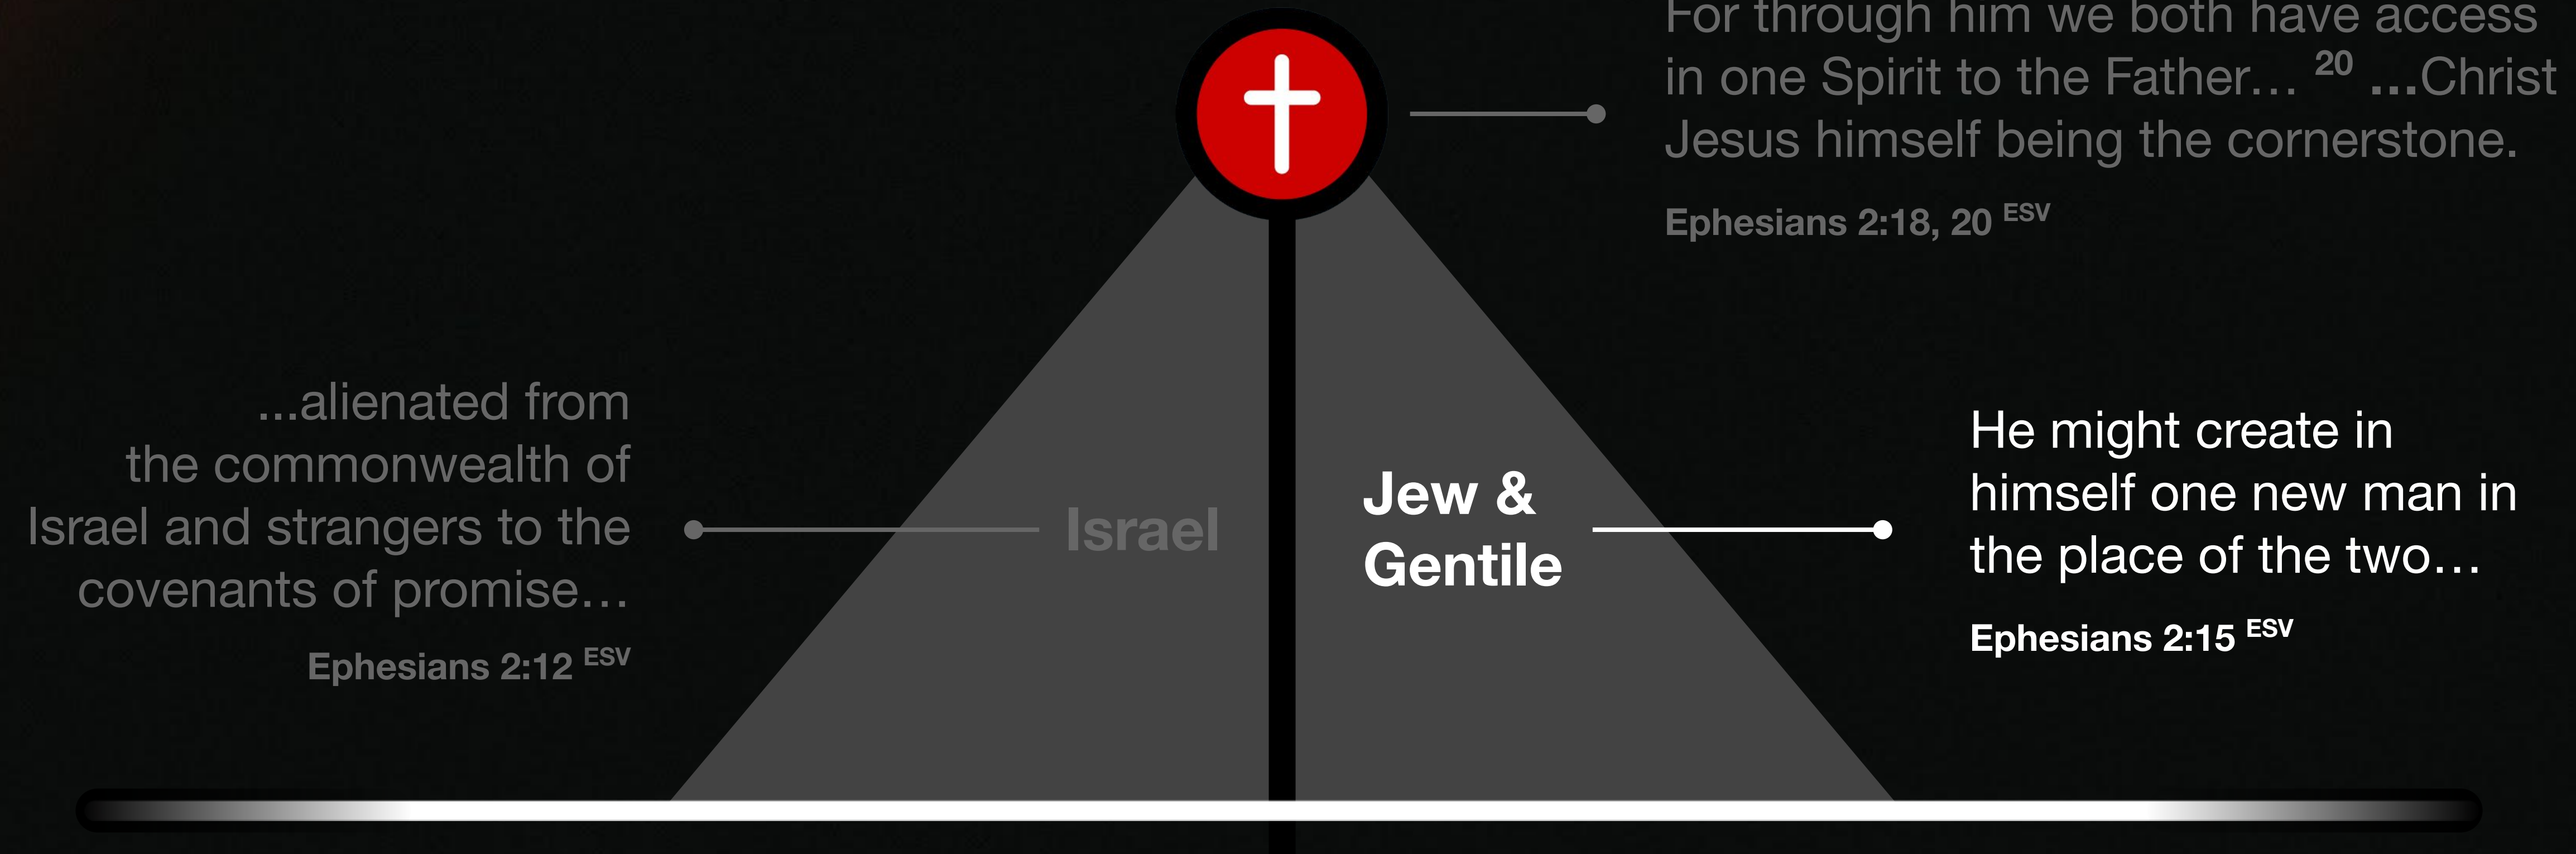 For through him we both have access
in one Spirit to the Father… 20 …Christ
Jesus himself being the cornerstone.
Ephesians 2:18, 20 ESV
…alienated from
the commonwealth of
Israel and strangers to the
covenants of promise…
Ephesians 2:12 ESV
Israel
Jew &
Gentile
He might create in
himself one new man in
the place of the two…
Ephesians 2:15 ESV